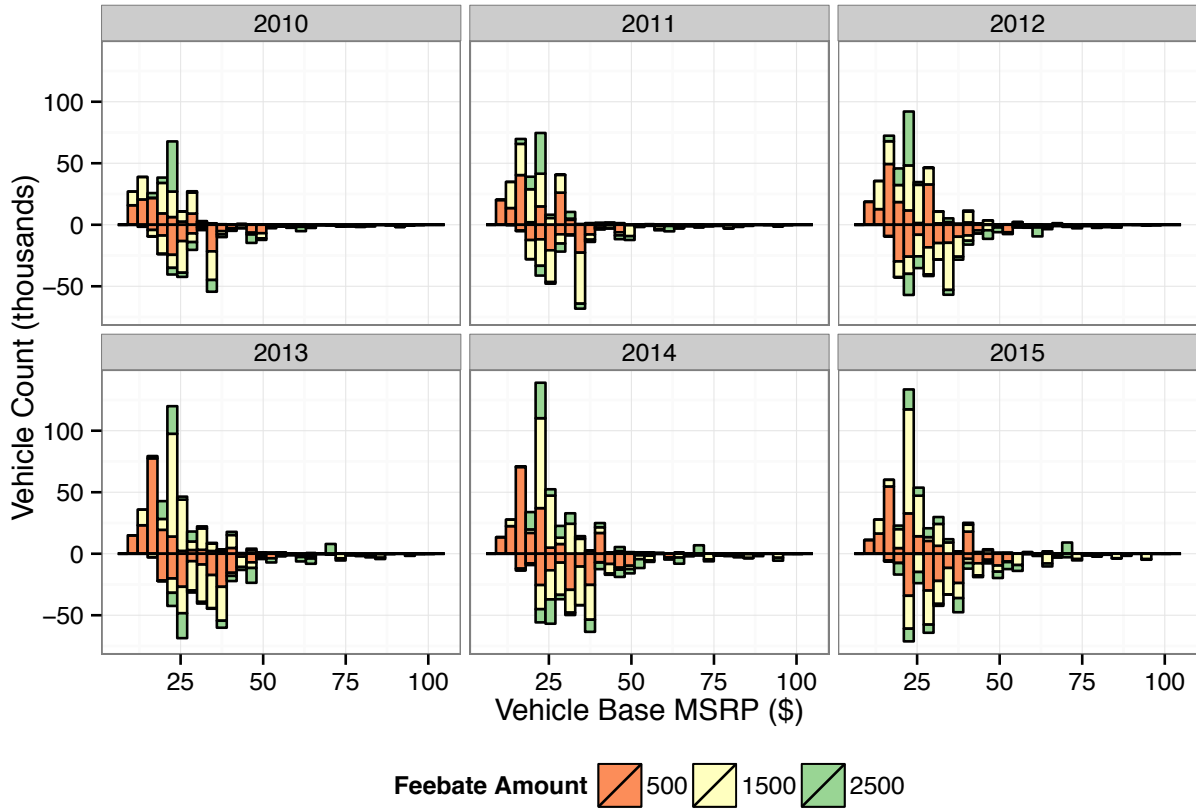 2010 2011 2012
100
50
0
−50
2013 2014 2015
100
50
0
−50
Vehicle Count (thousands)
25 50 75 100 25 50 75 100 25 50 75 100
Vehicle Base MSRP ($)
Feebate Amount 500 1500 2500